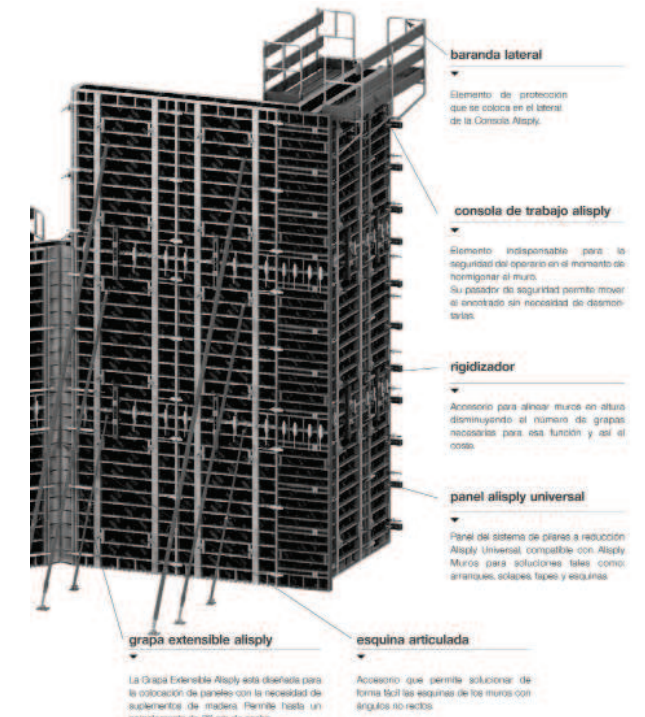 baranda lateral
Elemento de protección
que se coloca en el lateral
de la Consola Alisply.
consola de trabajo alisply
Elemento indispensable para la
seguridad del operario en el momento de
hormigonar el muro.
Su pasador de seguridad permite mover
el encofrado sin necesidad de desmon-
tarlas.
rigidizador
Accesorio para alinear muros en altura
disminuyendo el número de grapas
necesarias para esa función y así el
coste.
panel alisply universal
Panel del sistema de pilares a reducción
Alisply Universal, compatible con Alisply
Muros para soluciones tales como:
arranques, solapes, tapes y esquinas.
grapa extensible alisply
La Grapa Extensible Alisply está diseñada para
la colocación de paneles con la necesidad de
suplementos de madera. Permite hasta un
esquina articulada
Accesorio que permite solucionar de
forma fácil las esquinas de los muros con
ángulos no rectos.